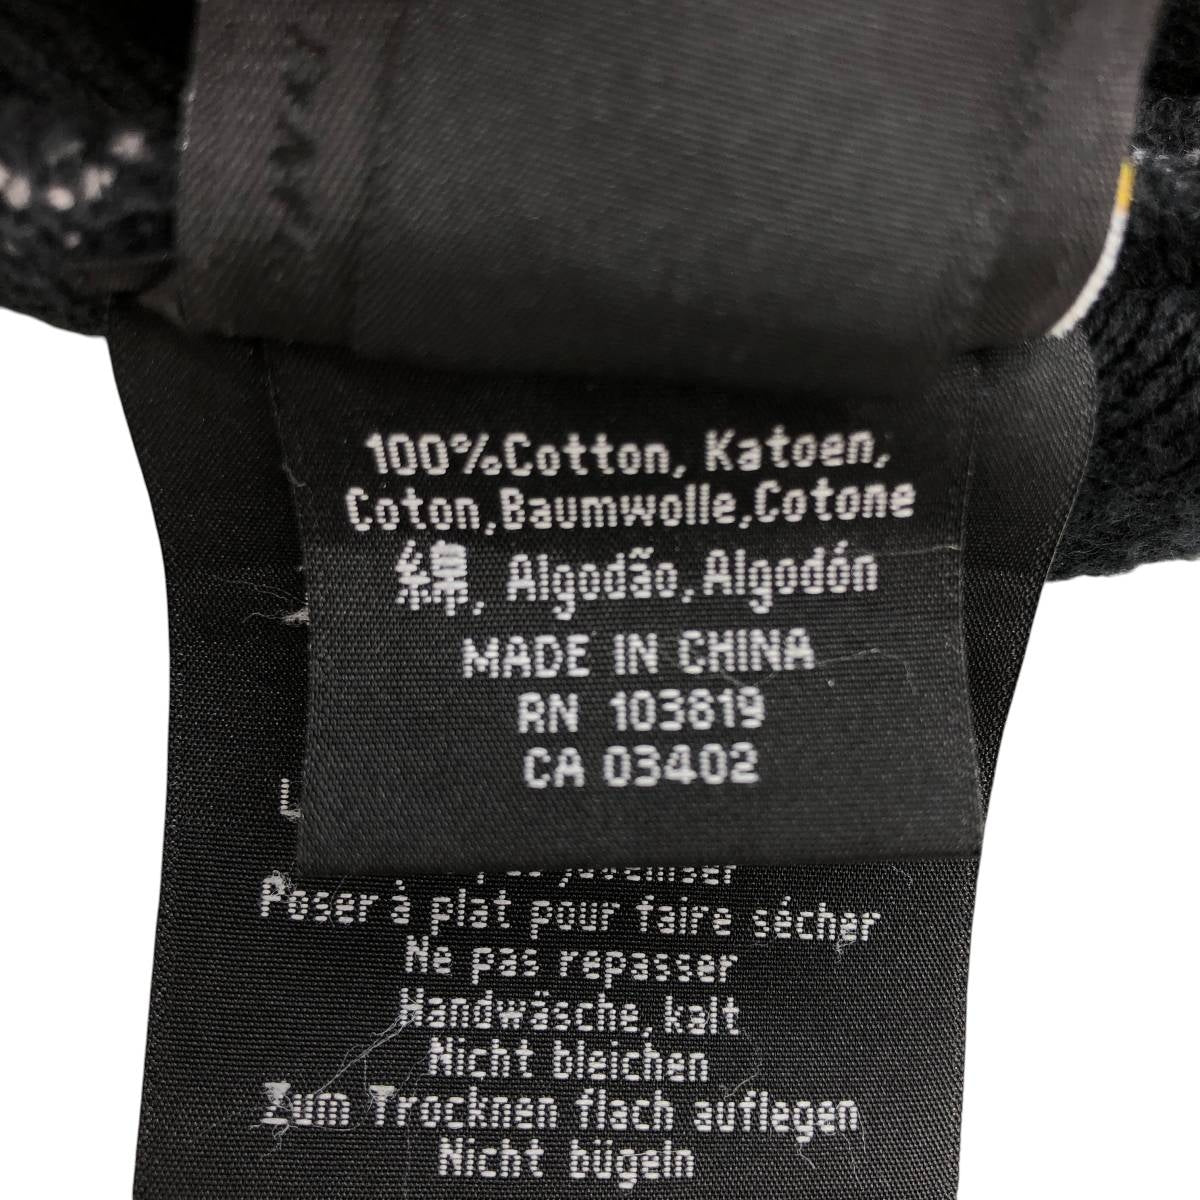 100%Cotton, Katoen,
Coton,Baumwolle,Cotone
綿, Algodão,Algodón
MADE IN CHINA
RN 103819
CA 03402
Poser à plat pour faire sécher
Ne pas repasser
Handwäsche, kalt
Nicht bleichen
Zum Trocknen flach auflegen
Nicht bügeln